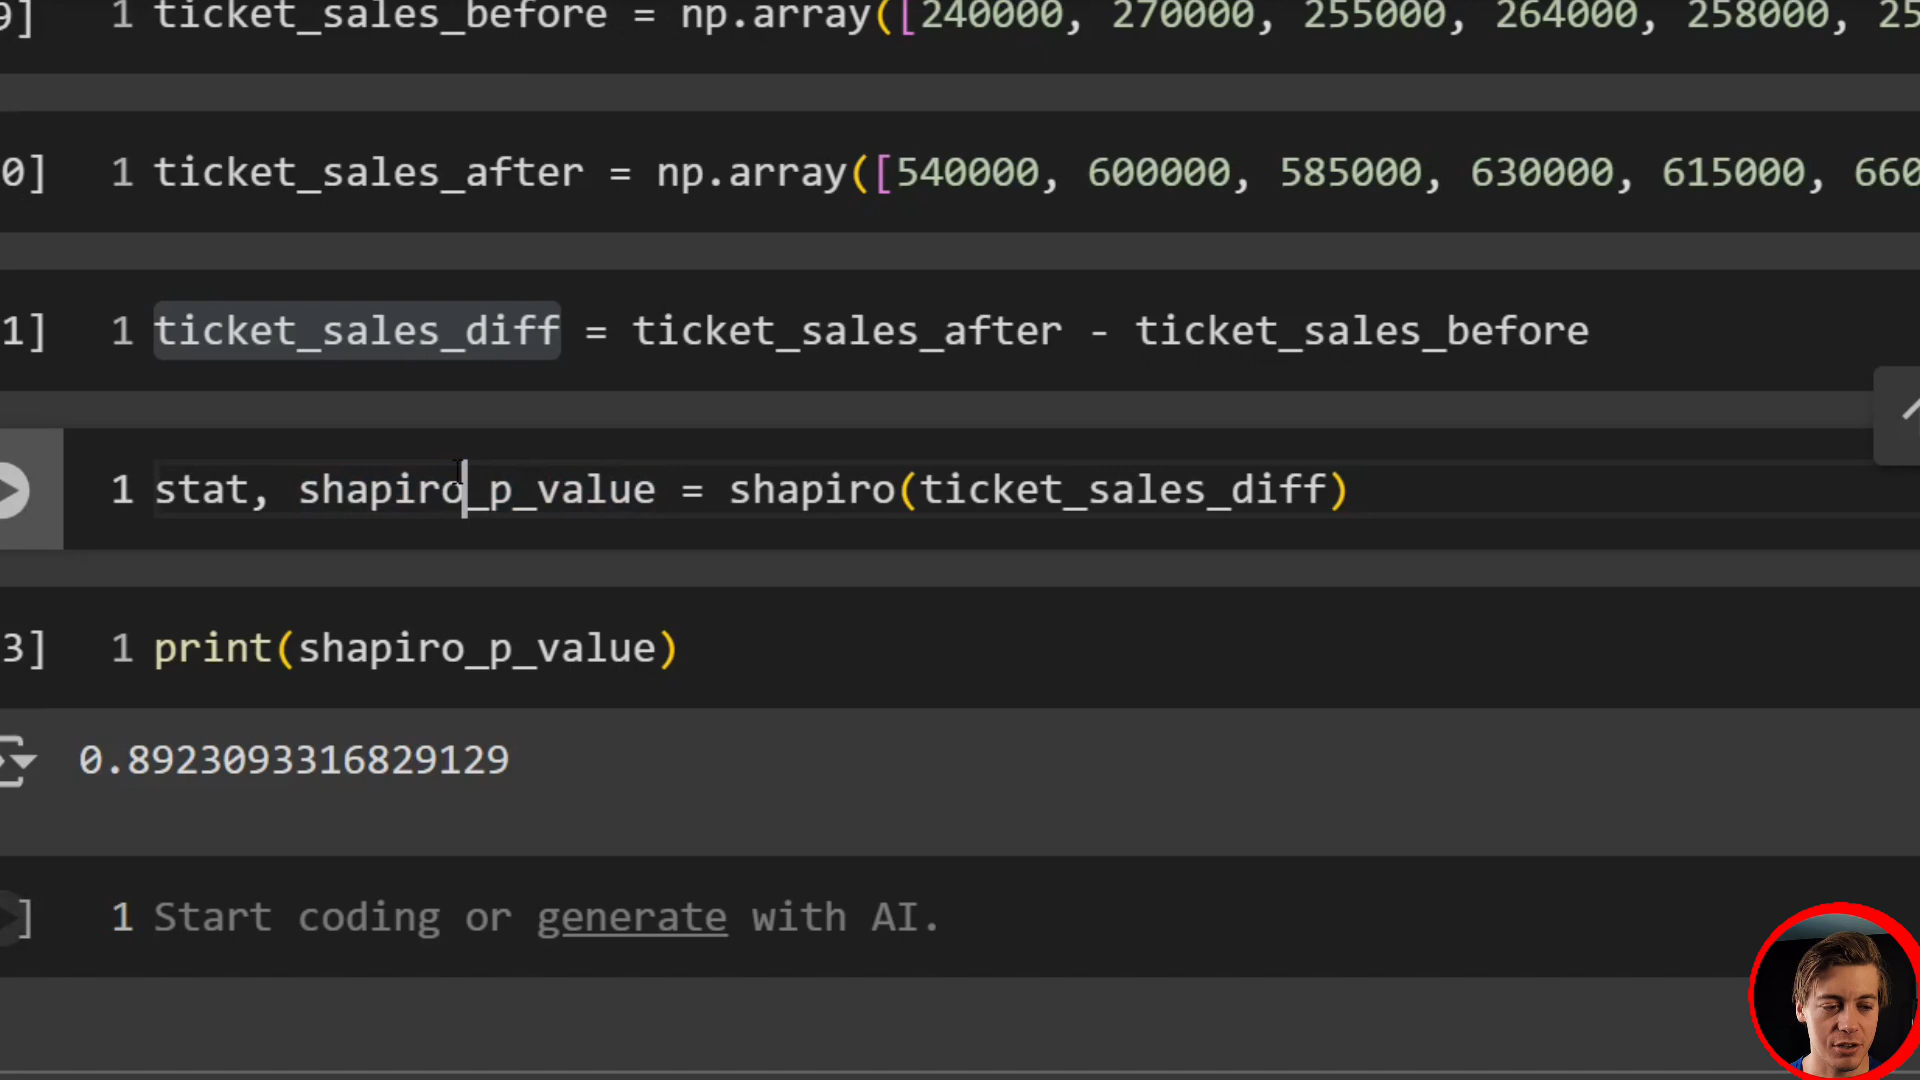 9] 1 ticket_sales_before = np.array([240000, 270000, 255000, 264000, 258000, 25
0] 1 ticket_sales_after = np.array([540000, 600000, 585000, 630000, 615000, 660
1] 1 ticket_sales_diff = ticket_sales_after - ticket_sales_before
1 stat, shapiro_p_value = shapiro(ticket_sales_diff)
3] 1 print(shapiro_p_value)
0.8923093316829129
] 1 Start coding or generate with AI.